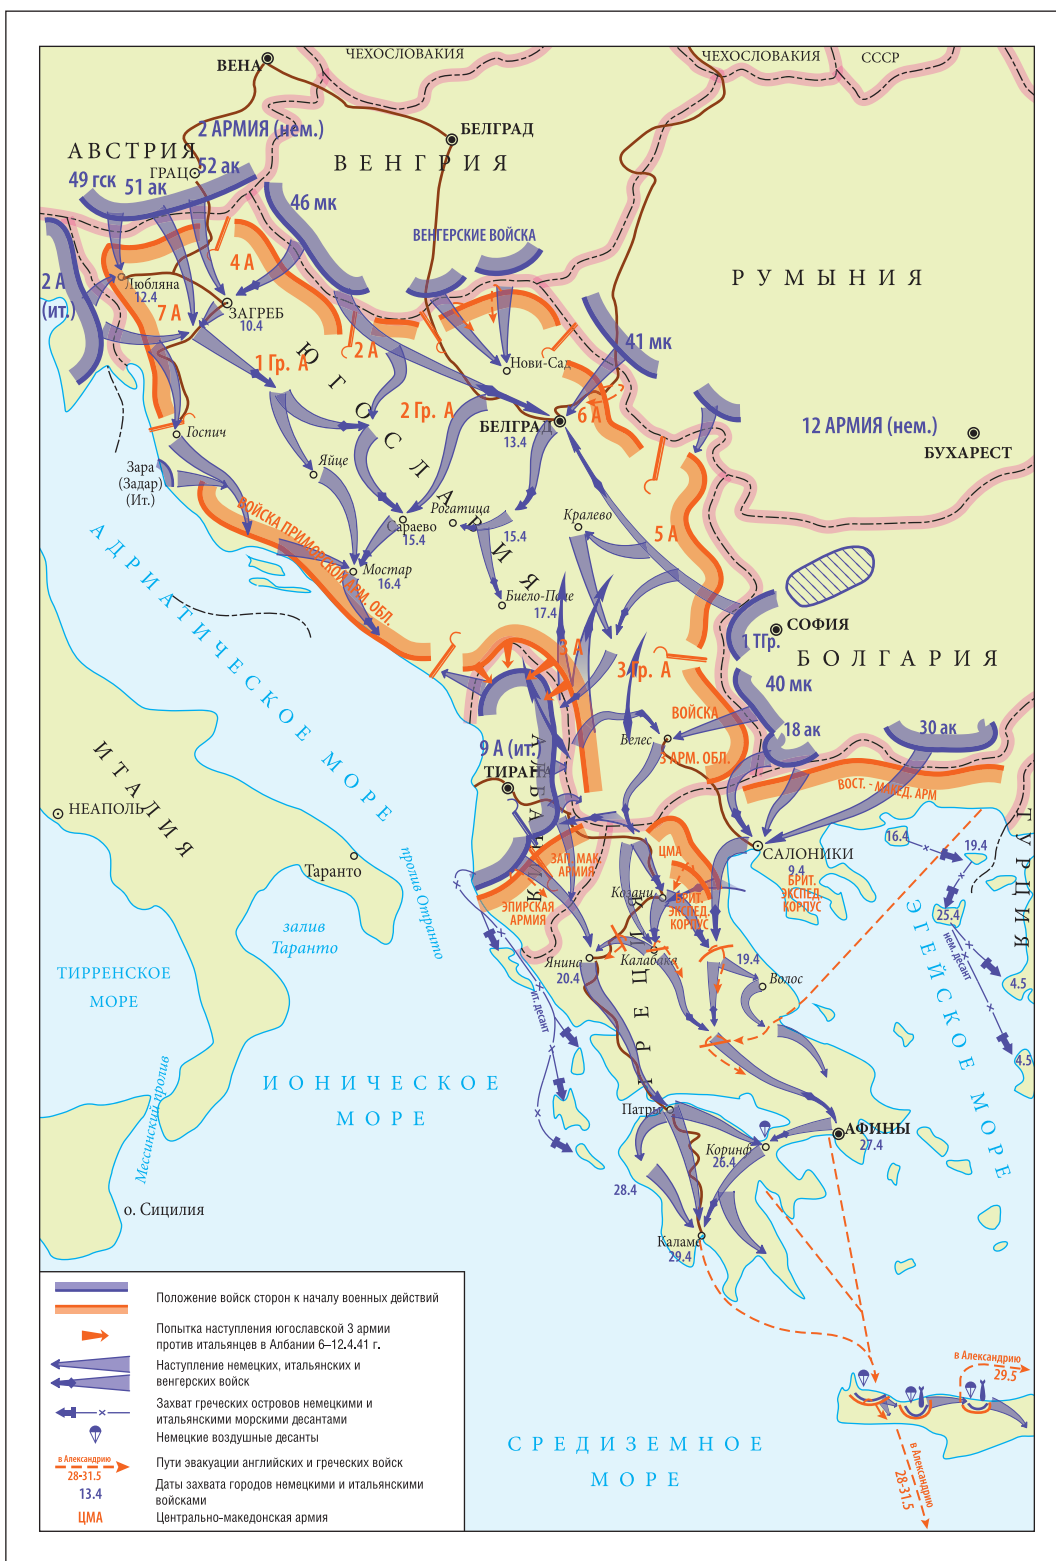 ЧЕХОСЛОВАКИЯ
ЧЕХОСЛОВАКИЯ
СССР
ВЕНА
2 АРМИЯ (нем.)
БЕЛГРАД
АВСТРИЯ
ВЕНГРИЯ
ГРАЦ
52 ак
49 гск
51 ак
46 мк
ВЕНГЕРСКИЕ ВОЙСКА
РУМЫНИЯ
2 А
(ит.)
4 А
Любляна
12.4
7 А
ЗАГРЕБ
10.4
41 мк
2 А
1 Гр. А
Нови-Сад
ЮГОСЛАВИЯ
2 Гр. А
6 А
БЕЛГРАД
13.4
12 АРМИЯ (нем.)
БУХАРЕСТ
Госпич
Яйце
Зара
(Задар)
(Ит.)
ВОЙСКА ПРИМОРСКОЙ АРМ. ОБЛ.
Рогатица
Сараево
15.4
15.4
Кралево
5 А
АДРИАТИЧЕСКОЕ МОРЕ
Мостар
16.4
Биело-Поле
17.4
СОФИЯ
1 ТГр.
БОЛГАРИЯ
3 А
3 Гр. А
40 мк
ВОЙСКА
3 АРМ. ОБЛ.
18 ак
30 ак
Велес
9 А (ит.)
ТИРАНА
АЛБАНИЯ
ВОСТ. - МАКЕД. АРМ
ИТАЛИЯ
НЕАПОЛЬ
Таранто
пролив Отранто
залив
Таранто
ТИРРЕНСКОЕ
МОРЕ
ЗАП. МАК.
АРМИЯ
ЦМА
ЭПИРСКАЯ
АРМИЯ
Козани
БРИТ.
ЭКСПЕД.
КОРПУС
САЛОНИКИ
9.4
БРИТ.
ЭКСПЕД.
КОРПУС
16.4
19.4
ТУРЦИЯ
25.4
нем. десант
ЭГЕЙСКОЕ МОРЕ
4.5
4.5
Янина
20.4
Калабака
19.4
Волос
ГРЕЦИЯ
ит. десант
ИОНИЧЕСКОЕ
МОРЕ
Мессинский пролив
о. Сицилия
Патры
АФИНЫ
27.4
Коринф
26.4
28.4
Каламе
29.4
СРЕДИЗЕМНОЕ
МОРЕ
в Александрию
29.5
в Александрию
28-31.5
Положение войск сторон к началу военных действий
Попытка наступления югославской 3 армии
против итальянцев в Албании 6–12.4.41 г.
Наступление немецких, итальянских и
венгерских войск
Захват греческих островов немецкими и
итальянскими морскими десантами
Немецкие воздушные десанты
в Александрию
28-31.5
Пути эвакуации английских и греческих войск
13.4
Даты захвата городов немецкими и итальянскими
войсками
ЦМА
Центрально-македонская армия